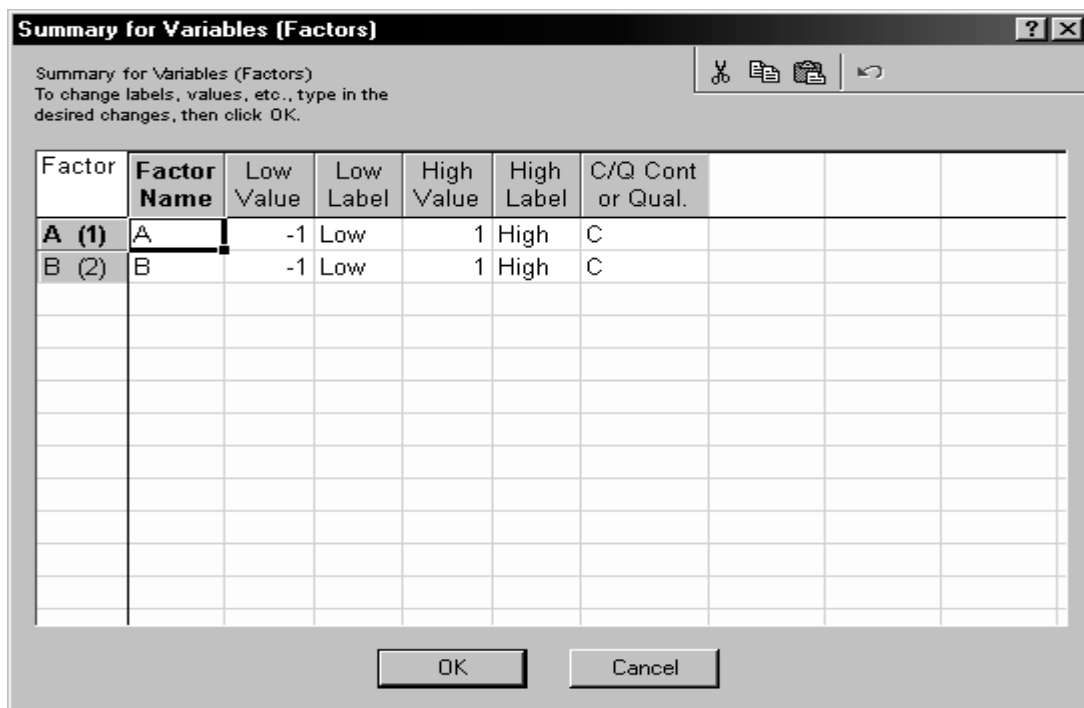 Summary for Variables (Factors)
Summary for Variables (Factors)
To change labels, values, etc., type in the
desired changes, then click OK.
Factor Factor Name Low Value Low Label High Value High Label C/Q Cont or Qual.
A (1) A -1 Low 1 High C
B (2) B -1 Low 1 High C
OK Cancel